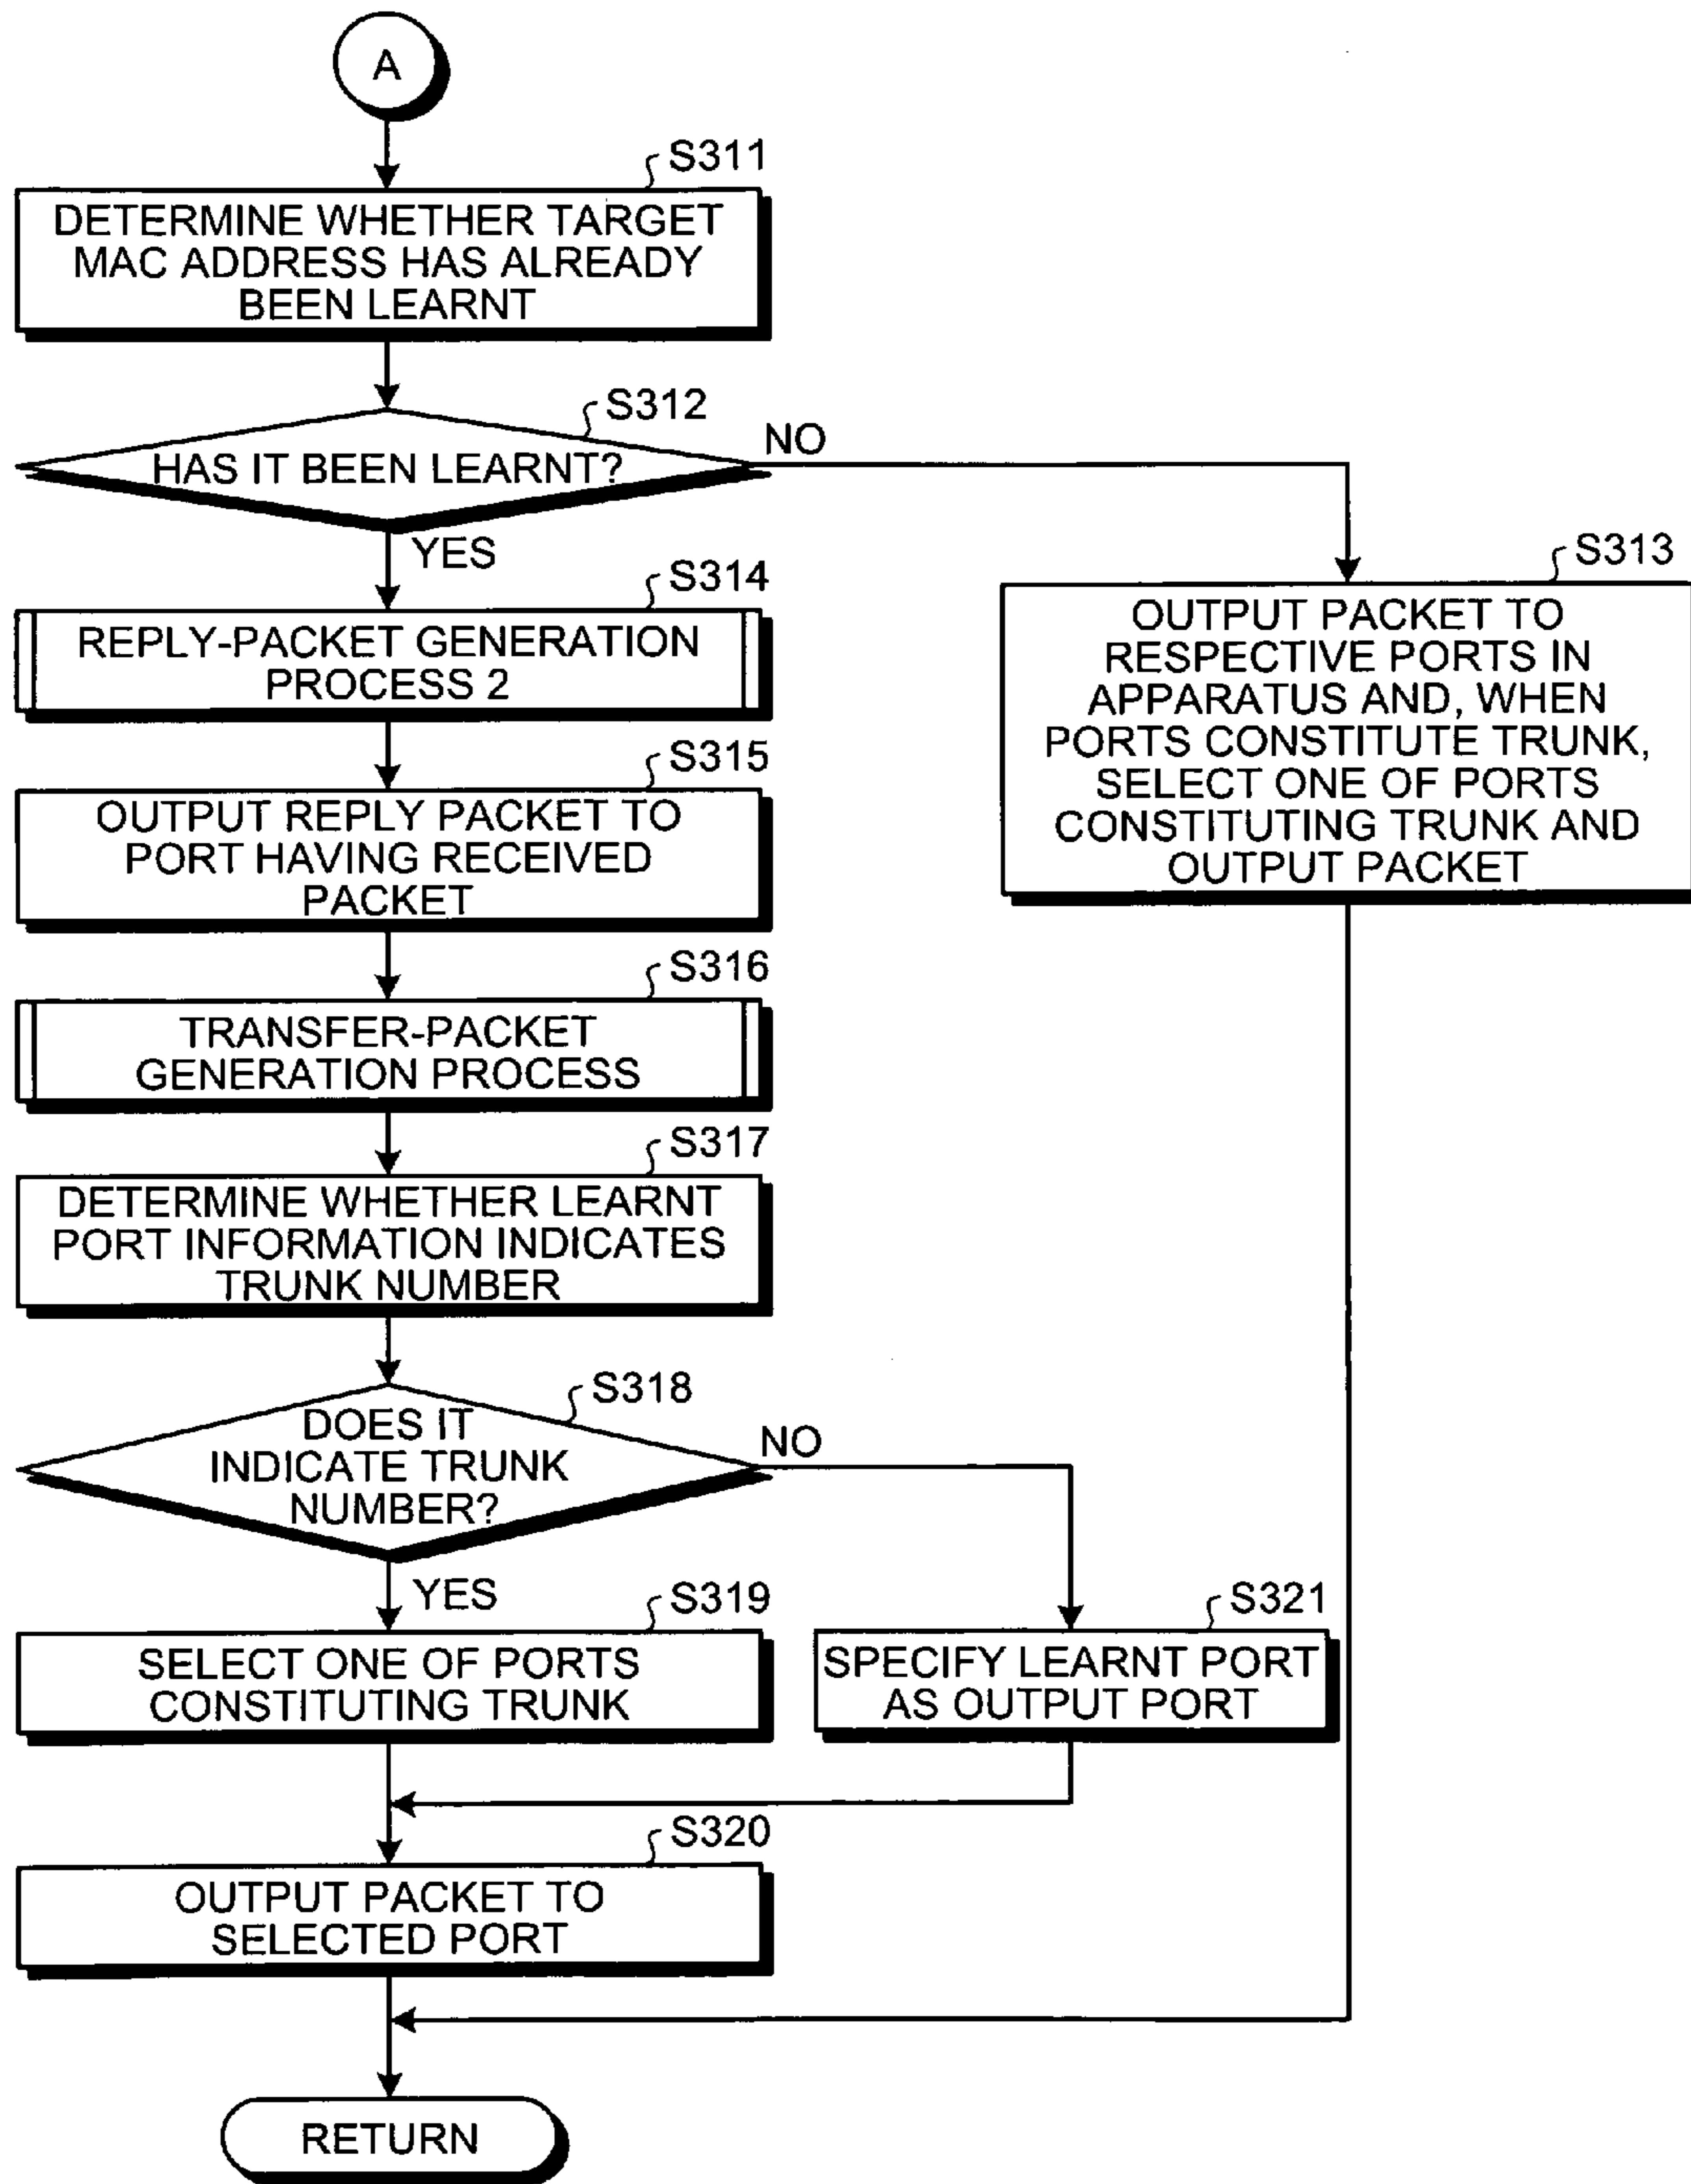 A
S311
DETERMINE WHETHER TARGET
MAC ADDRESS HAS ALREADY
BEEN LEARNT
S312
HAS IT BEEN LEARNT?
NO
YES
S313
OUTPUT PACKET TO
RESPECTIVE PORTS IN
APPARATUS AND, WHEN
PORTS CONSTITUTE TRUNK,
SELECT ONE OF PORTS
CONSTITUTING TRUNK AND
OUTPUT PACKET
S314
REPLY-PACKET GENERATION
PROCESS 2
S315
OUTPUT REPLY PACKET TO
PORT HAVING RECEIVED
PACKET
S316
TRANSFER-PACKET
GENERATION PROCESS
S317
DETERMINE WHETHER LEARNT
PORT INFORMATION INDICATES
TRUNK NUMBER
S318
DOES IT
INDICATE TRUNK
NUMBER?
NO
YES
S319
SELECT ONE OF PORTS
CONSTITUTING TRUNK
S321
SPECIFY LEARNT PORT
AS OUTPUT PORT
S320
OUTPUT PACKET TO
SELECTED PORT
RETURN